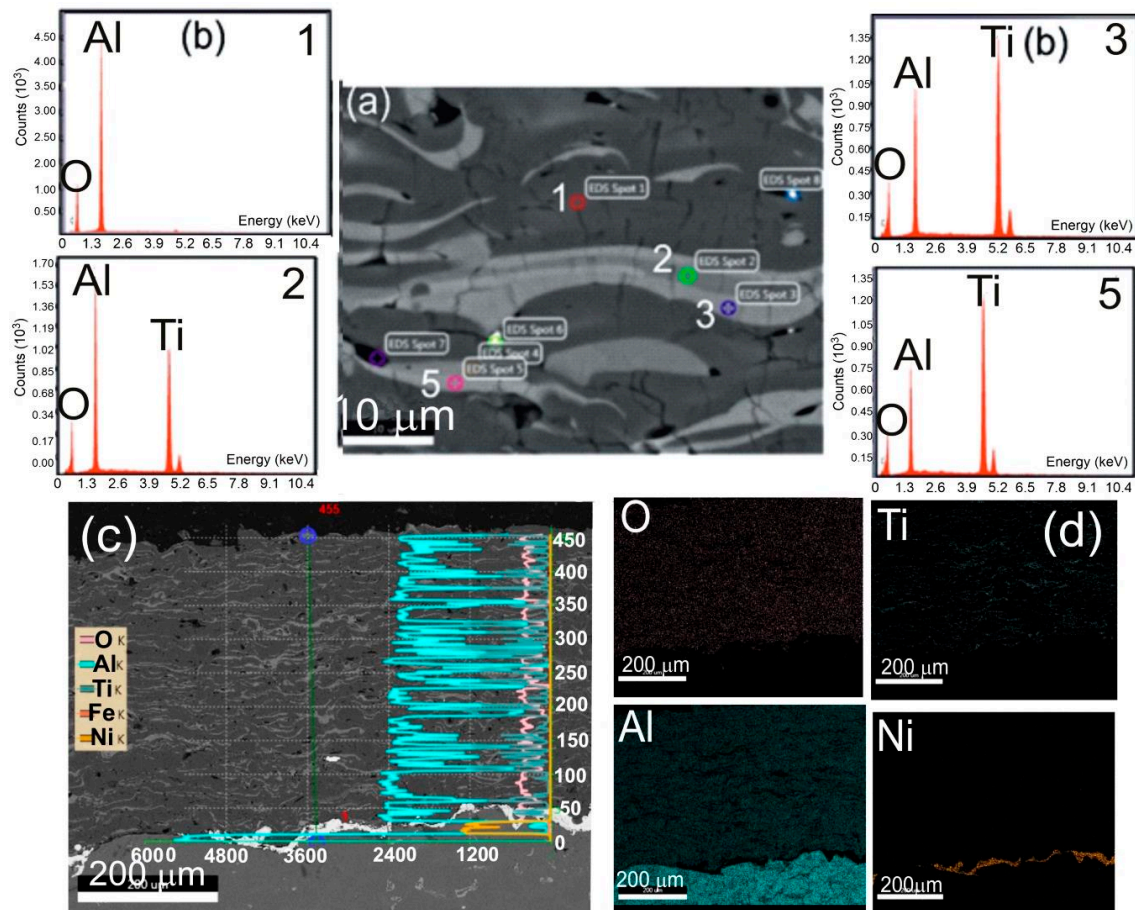 (b) 1
Al
O
Counts (10³)
4.50
4.00
3.50
3.00
2.50
2.00
1.50
1.00
0.50
Energy (keV)
0 1.3 2.6 3.9 5.2 6.5 7.8 9.1 10.4
2
Al
Ti
O
Counts (10³)
1.70
1.53
1.36
1.19
1.02
0.85
0.68
0.51
0.34
0.17
0.00
Energy (keV)
0 1.3 2.6 3.9 5.2 6.5 7.8 9.1 10.4
(a)
1 EDS Spot 1
EDS Spot 8
2 EDS Spot 2
3 EDS Spot 3
EDS Spot 6
EDS Spot 7
EDS Spot 4
5 EDS Spot 5
10 μm
Ti (b) 3
Al
O
Counts (10³)
1.35
1.20
1.05
0.90
0.75
0.60
0.45
0.30
0.15
Energy (keV)
0 1.3 2.6 3.9 5.2 6.5 7.8 9.1 10.4
5
Ti
Al
O
Counts (10³)
1.35
1.20
1.05
0.90
0.75
0.60
0.45
0.30
0.15
Energy (keV)
0 1.3 2.6 3.9 5.2 6.5 7.8 9.1 10.4
(c)
455
450
400
350
300
250
200
150
100
50
0
O K
Al K
Ti K
Fe K
Ni K
6000 4800 3600 2400 1200
200 μm
200 μm
(d)
O
200 μm
200 μm
Ti
200 μm
200 μm
Al
200 μm
200 μm
Ni
200 μm
200 μm